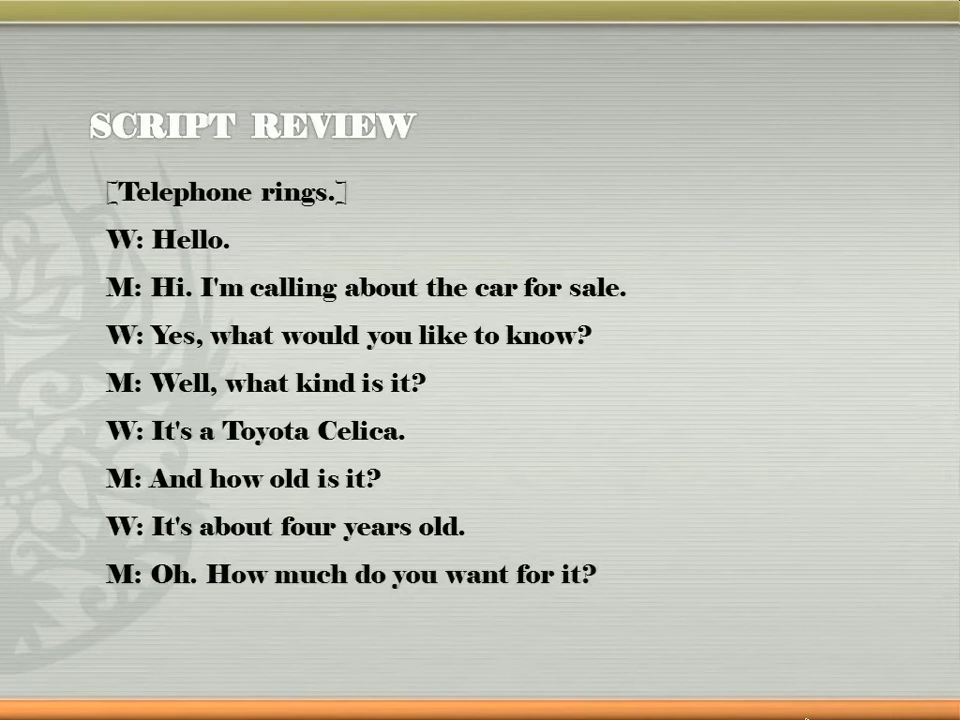 SCRIPT REVIEW
[Telephone rings.]
W: Hello.
M: Hi. I'm calling about the car for sale.
W: Yes, what would you like to know?
M: Well, what kind is it?
W: It's a Toyota Celica.
M: And how old is it?
W: It's about four years old.
M: Oh. How much do you want for it?